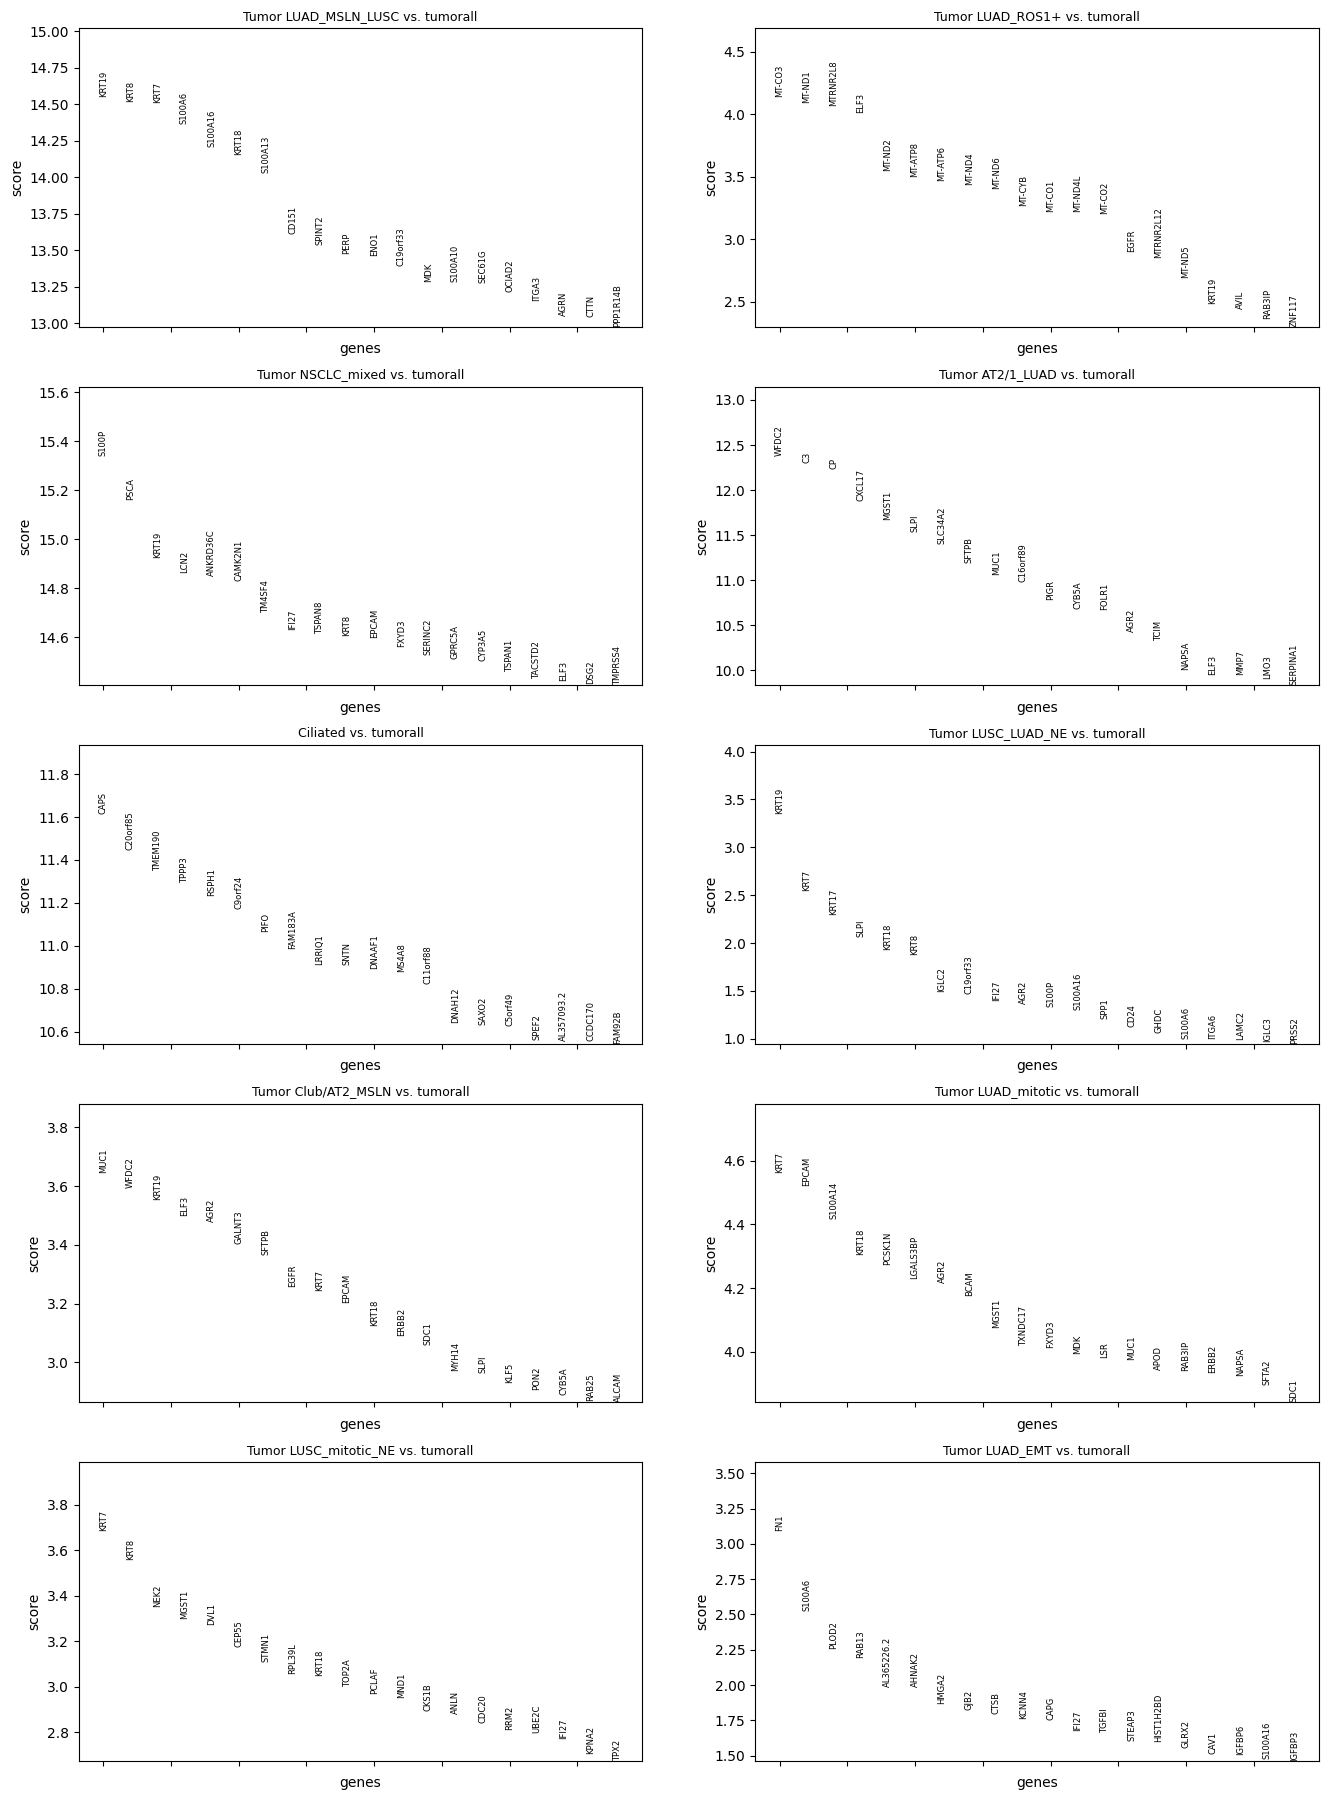 Tumor LUAD_MSLN_LUSC vs. tumorall
15.00
14.75
14.50
14.25
14.00
13.75
13.50
13.25
13.00
score
KRT19
KRT8
KRT7
S100A6
S100A16
KRT18
S100A13
CD151
SPINT2
PERP
ENO1
C19orf33
MDK
S100A10
SEC61G
OCIAD2
ITGA3
AGRN
CTTN
PPP1R14B
genes
Tumor LUAD_ROS1+ vs. tumorall
4.5
4.0
3.5
3.0
2.5
score
MT-CO3
MT-ND1
MTRNR2L8
ELF3
MT-ND2
MT-ATP8
MT-ATP6
MT-ND4
MT-ND6
MT-CYB
MT-CO1
MT-ND4L
MT-CO2
EGFR
MTRNR2L12
MT-ND5
KRT19
AVIL
RAB3IP
ZNF117
genes
Tumor NSCLC_mixed vs. tumorall
15.6
15.4
15.2
15.0
14.8
14.6
score
S100P
PSCA
KRT19
LCN2
ANKRD36C
CAMK2N1
TM4SF4
IFI27
TSPAN8
KRT8
EPCAM
FXYD3
SERINC2
GPRC5A
CYP3A5
TSPAN1
TACSTD2
ELF3
DSG2
TMPRSS4
genes
Tumor AT2/1_LUAD vs. tumorall
13.0
12.5
12.0
11.5
11.0
10.5
10.0
score
WFDC2
C3
CP
CXCL17
MGST1
SLPI
SLC34A2
SFTPB
MUC1
C16orf89
PIGR
CYB5A
FOLR1
AGR2
TCIM
NAPSA
ELF3
MMP7
LMO3
SERPINA1
genes
Ciliated vs. tumorall
11.8
11.6
11.4
11.2
11.0
10.8
10.6
score
CAPS
C20orf85
TMEM190
TPPP3
RSPH1
C9orf24
PIFO
FAM183A
LRRIQ1
SNTN
DNAAF1
MS4A8
C11orf88
DNAH12
SAXO2
C5orf49
SPEF2
AL357093.2
CCDC170
FAM92B
genes
Tumor LUSC_LUAD_NE vs. tumorall
4.0
3.5
3.0
2.5
2.0
1.5
1.0
score
KRT19
KRT7
KRT17
SLPI
KRT18
KRT8
IGLC2
C19orf33
IFI27
AGR2
S100P
S100A16
SPP1
CD24
GHDC
S100A6
ITGA6
LAMC2
IGLC3
PRSS2
genes
Tumor Club/AT2_MSLN vs. tumorall
3.8
3.6
3.4
3.2
3.0
score
MUC1
WFDC2
KRT19
ELF3
AGR2
GALNT3
SFTPB
EGFR
KRT7
EPCAM
KRT18
ERBB2
SDC1
MYH14
SLPI
KLF5
PON2
CYB5A
RAB25
ALCAM
genes
Tumor LUAD_mitotic vs. tumorall
4.6
4.4
4.2
4.0
score
KRT7
EPCAM
S100A14
KRT18
PCSK1N
LGALS3BP
AGR2
BCAM
MGST1
TXNDC17
FXYD3
MDK
LSR
MUC1
APOD
RAB3IP
ERBB2
NAPSA
SFTA2
SDC1
genes
Tumor LUSC_mitotic_NE vs. tumorall
3.8
3.6
3.4
3.2
3.0
2.8
score
KRT7
KRT8
NEK2
MGST1
DVL1
CEP55
STMN1
RPL39L
KRT18
TOP2A
PCLAF
MND1
CKS1B
ANLN
CDC20
RRM2
UBE2C
IFI27
KPNA2
TPX2
genes
Tumor LUAD_EMT vs. tumorall
3.50
3.25
3.00
2.75
2.50
2.25
2.00
1.75
1.50
score
FN1
S100A6
PLOD2
RAB13
AL365226.2
AHNAK2
HMGA2
GJB2
CTSB
KCNN4
CAPG
IFI27
TGFBI
STEAP3
HIST1H2BD
GLRX2
CAV1
IGFBP6
S100A16
IGFBP3
genes